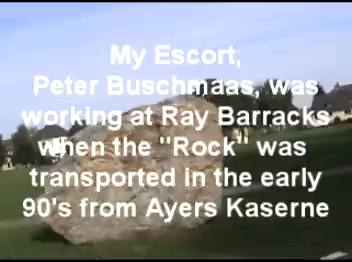 My Escort,
Peter Buschmaas, was
working at Ray Barracks
when the "Rock" was
transported in the early
90's from Ayers Kaserne